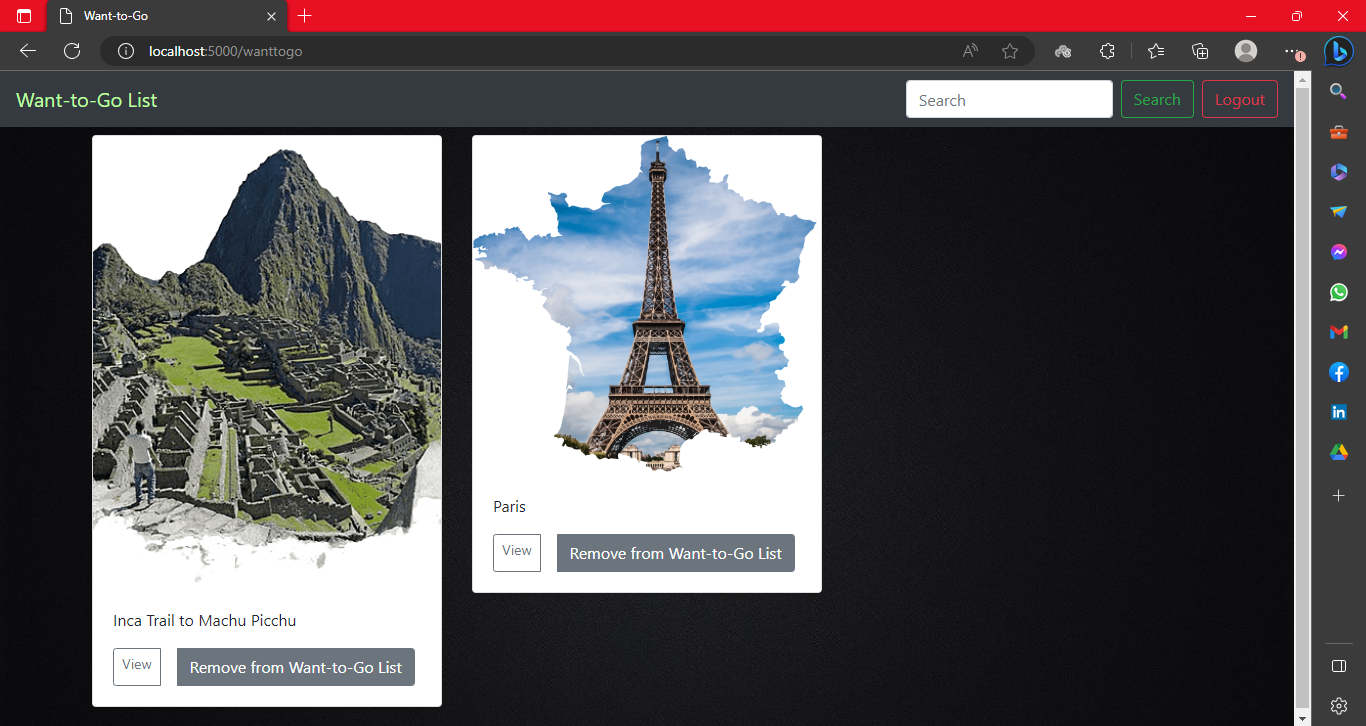 Want-to-Go
localhost:5000/wanttogo
Want-to-Go List
Search
Search
Logout
Paris
View
Remove from Want-to-Go List
Inca Trail to Machu Picchu
View
Remove from Want-to-Go List